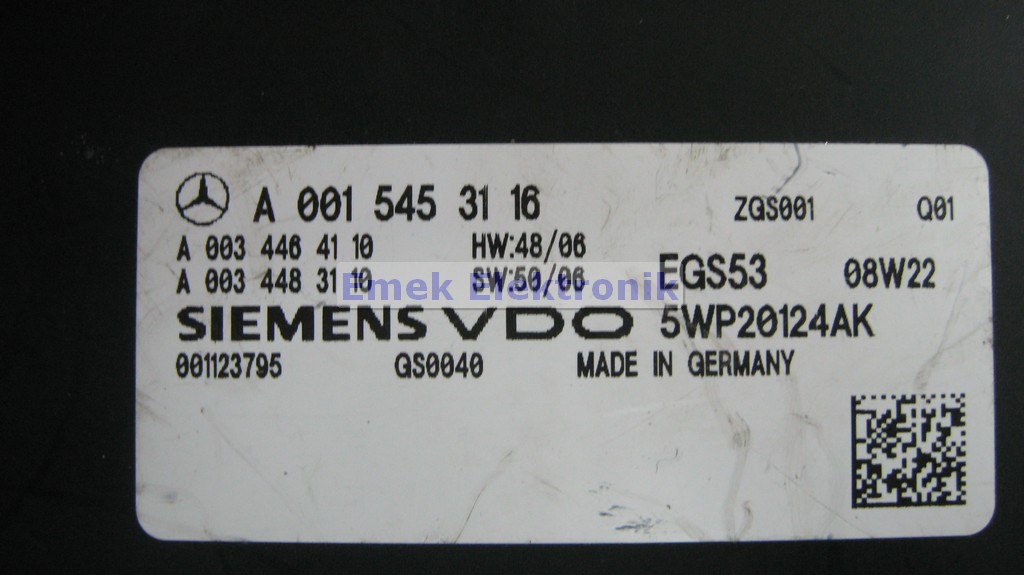 A 001 545 31 16 ZGS001 Q01
A 003 446 41 10 HW:48/06
A 003 448 31 10 SW:50/06 EGS53 08W22
Emek Elektronik
SIEMENS VDO 5WP20124AK
001123795 GS0040 MADE IN GERMANY